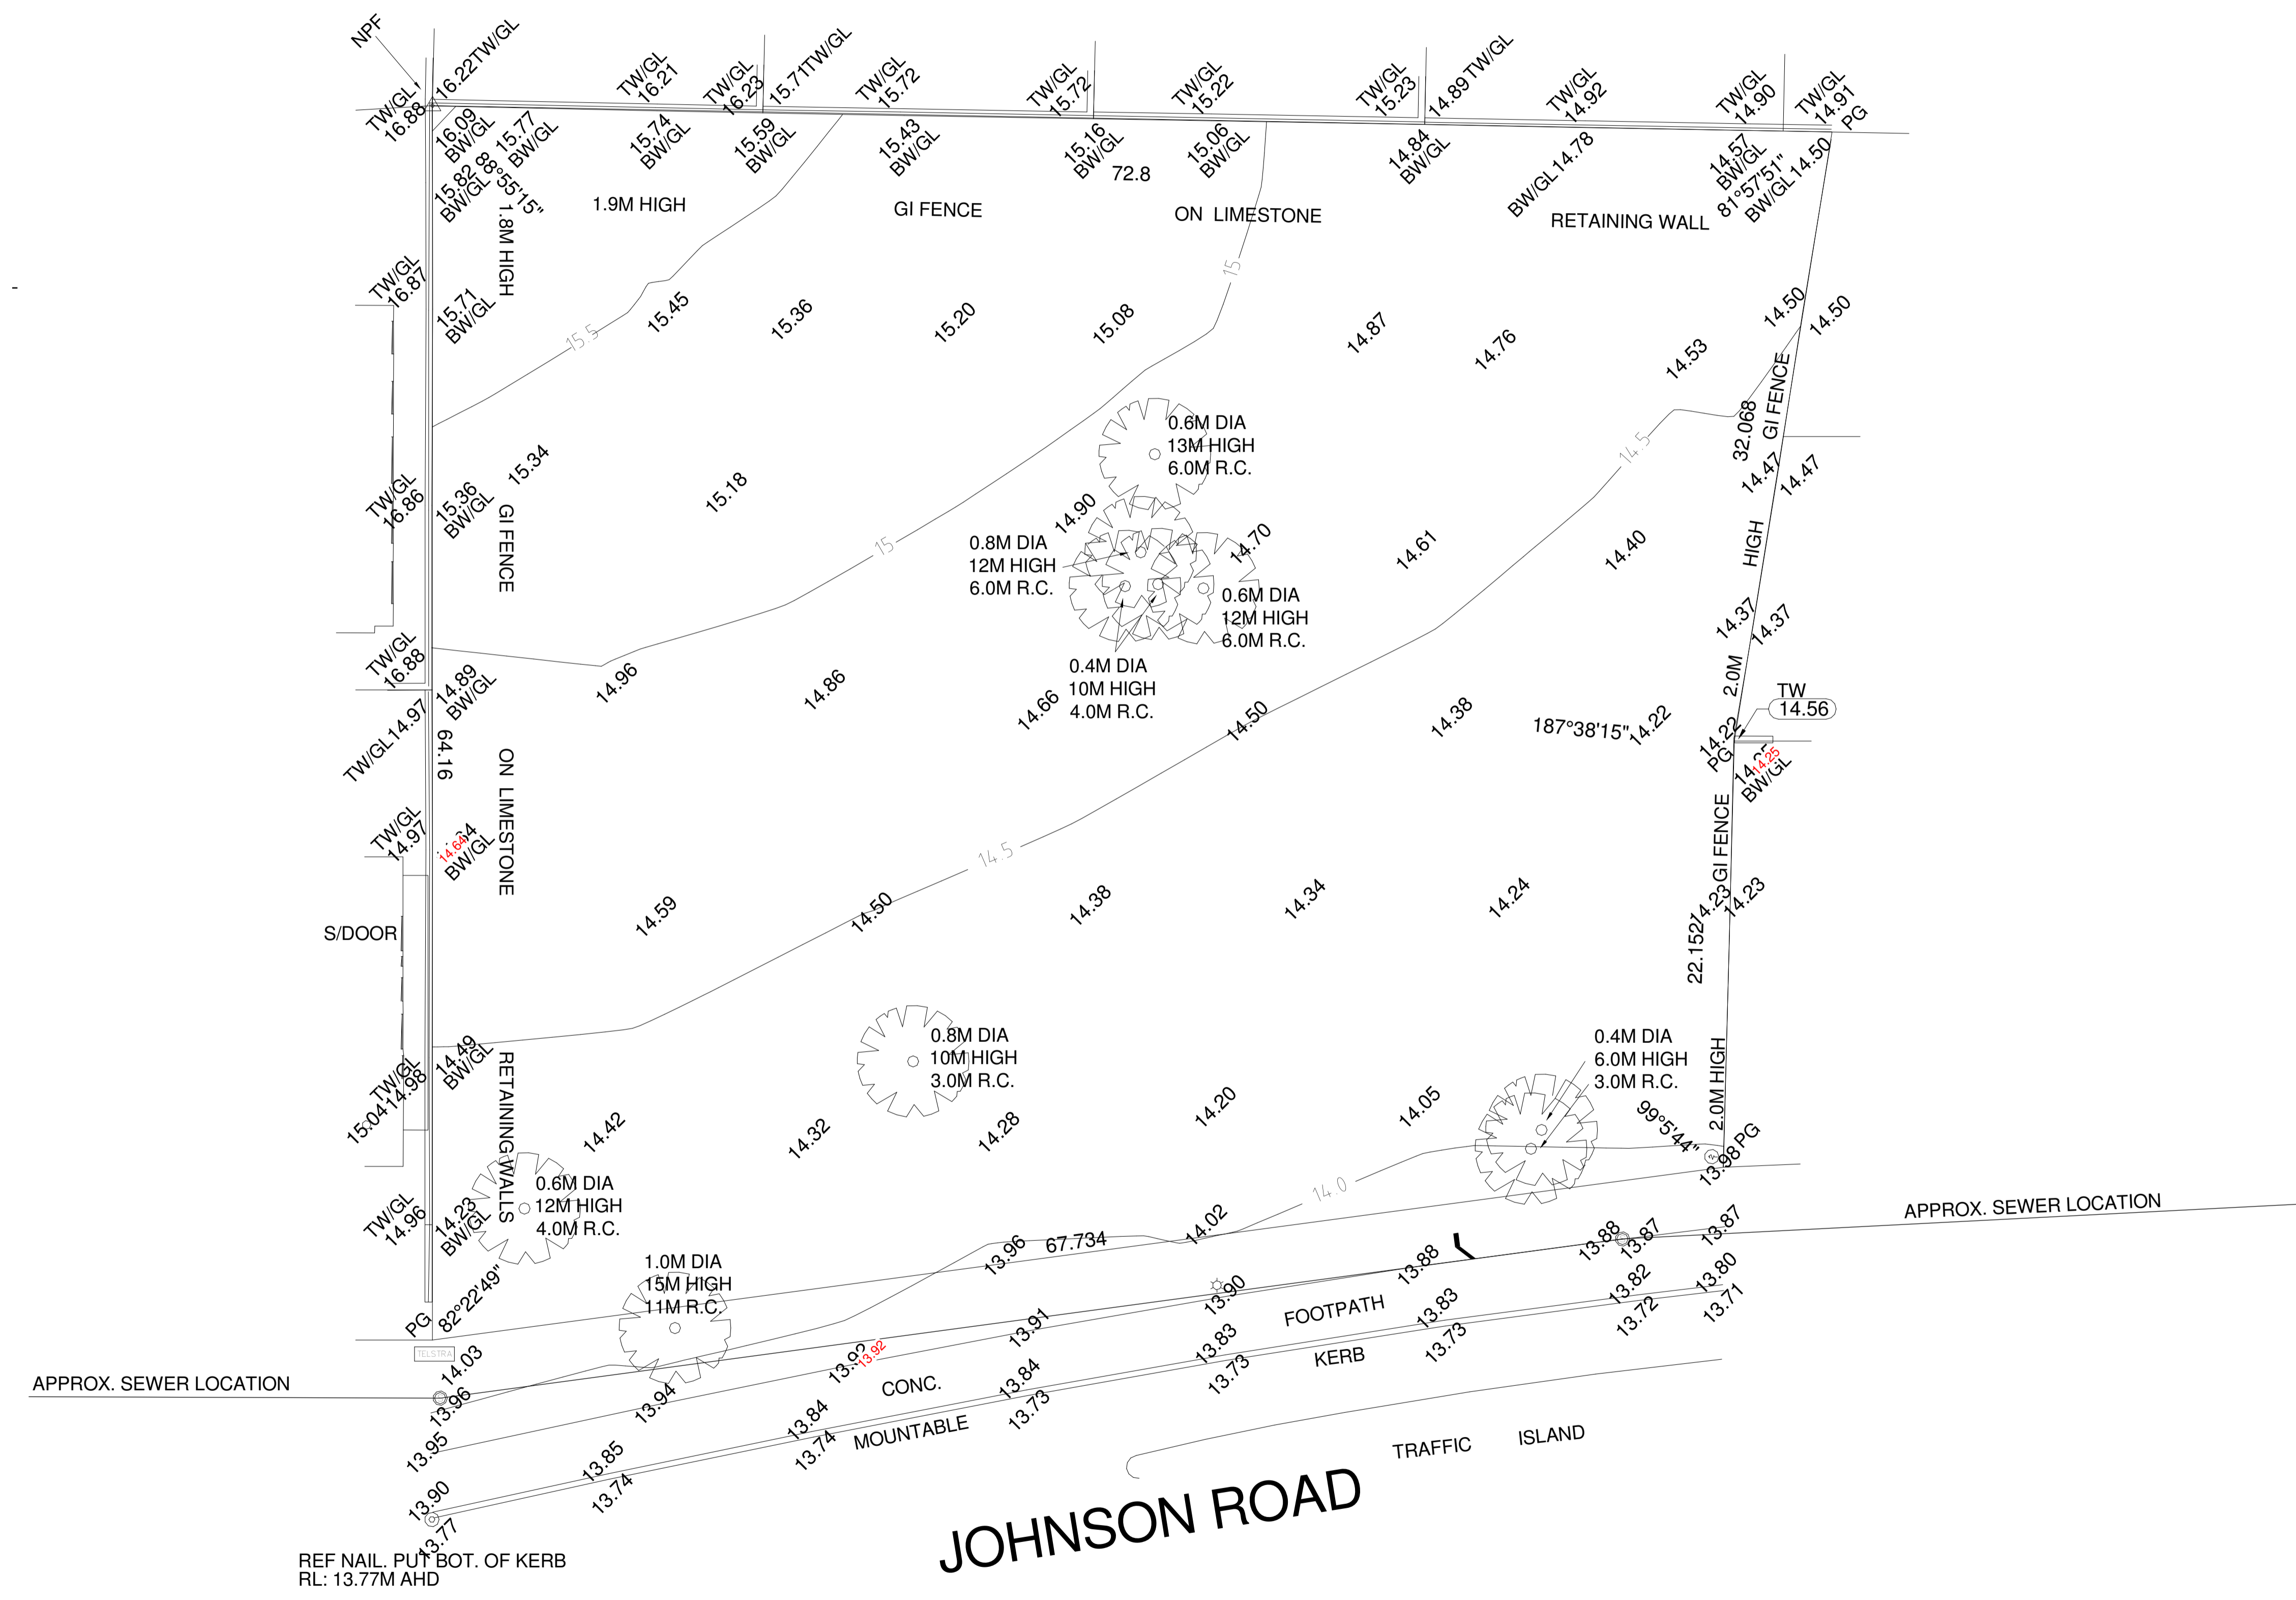 NPF
16.22TW/GL
TW/GL
16.88
TW/GL
16.21
TW/GL
16.23
15.71TW/GL
TW/GL
15.72
TW/GL
15.72
TW/GL
15.22
TW/GL
15.23
14.89 TW/GL
TW/GL
14.92
TW/GL
14.90
TW/GL
14.91
PG
16.09
BW/GL
15.77
BW/GL
15.74
BW/GL
15.59
BW/GL
15.43
BW/GL
15.16
BW/GL
15.06
BW/GL
14.84
BW/GL
BW/GL 14.78
14.57
BW/GL
81°57'51"
BW/GL 14.50
15.82
BW/GL
88°55'15"
72.8
1.8M HIGH
1.9M HIGH
GI FENCE
ON LIMESTONE
RETAINING WALL
TW/GL
16.87
15.71
BW/GL
15.5
15.45
15.36
15.20
15.08
15
14.87
14.76
14.53
14.50
14.50
GI FENCE
32.068
14.5
14.47
14.47
0.6M DIA
13M HIGH
6.0M R.C.
TW/GL
16.86
15.36
BW/GL
15.34
GI FENCE
15.18
15
14.90
14.70
14.61
14.40
HIGH
0.8M DIA
12M HIGH
6.0M R.C.
0.6M DIA
12M HIGH
6.0M R.C.
14.37
14.37
TW/GL
16.88
14.89
BW/GL
14.96
14.86
14.66
0.4M DIA
10M HIGH
4.0M R.C.
14.50
14.38
187°38'15"
14.22
2.0M
TW
14.56
14.22
PG
14.25
BW/GL
TW/GL 14.97
64.16
ON LIMESTONE
TW/GL
14.97
14.64
BW/GL
14.5
GI FENCE
S/DOOR
14.59
14.50
14.38
14.34
14.24
14.23
14.23
22.152
TW/GL
14.98
14.49
BW/GL
15.04
RETAINING WALLS
0.8M DIA
10M HIGH
3.0M R.C.
0.4M DIA
6.0M HIGH
3.0M R.C.
2.0M HIGH
14.42
14.32
14.28
14.20
14.05
99°5'44"
PG
13.98
TW/GL
14.96
14.23
BW/GL
0.6M DIA
12M HIGH
4.0M R.C.
14.0
APPROX. SEWER LOCATION
13.96
67.734
14.02
13.88
13.87
13.87
1.0M DIA
15M HIGH
11M R.C.
PG
82°22'49"
13.88
13.82
13.80
13.90
FOOTPATH
13.83
13.72
13.71
TELSTRA
14.03
13.92
13.91
13.83
KERB
13.73
APPROX. SEWER LOCATION
13.96
13.94
CONC.
13.84
13.73
13.73
13.95
13.84
13.74
MOUNTABLE
TRAFFIC ISLAND
13.85
13.74
13.90
13.77
JOHNSON ROAD
REF NAIL. PUT BOT. OF KERB
RL: 13.77M AHD